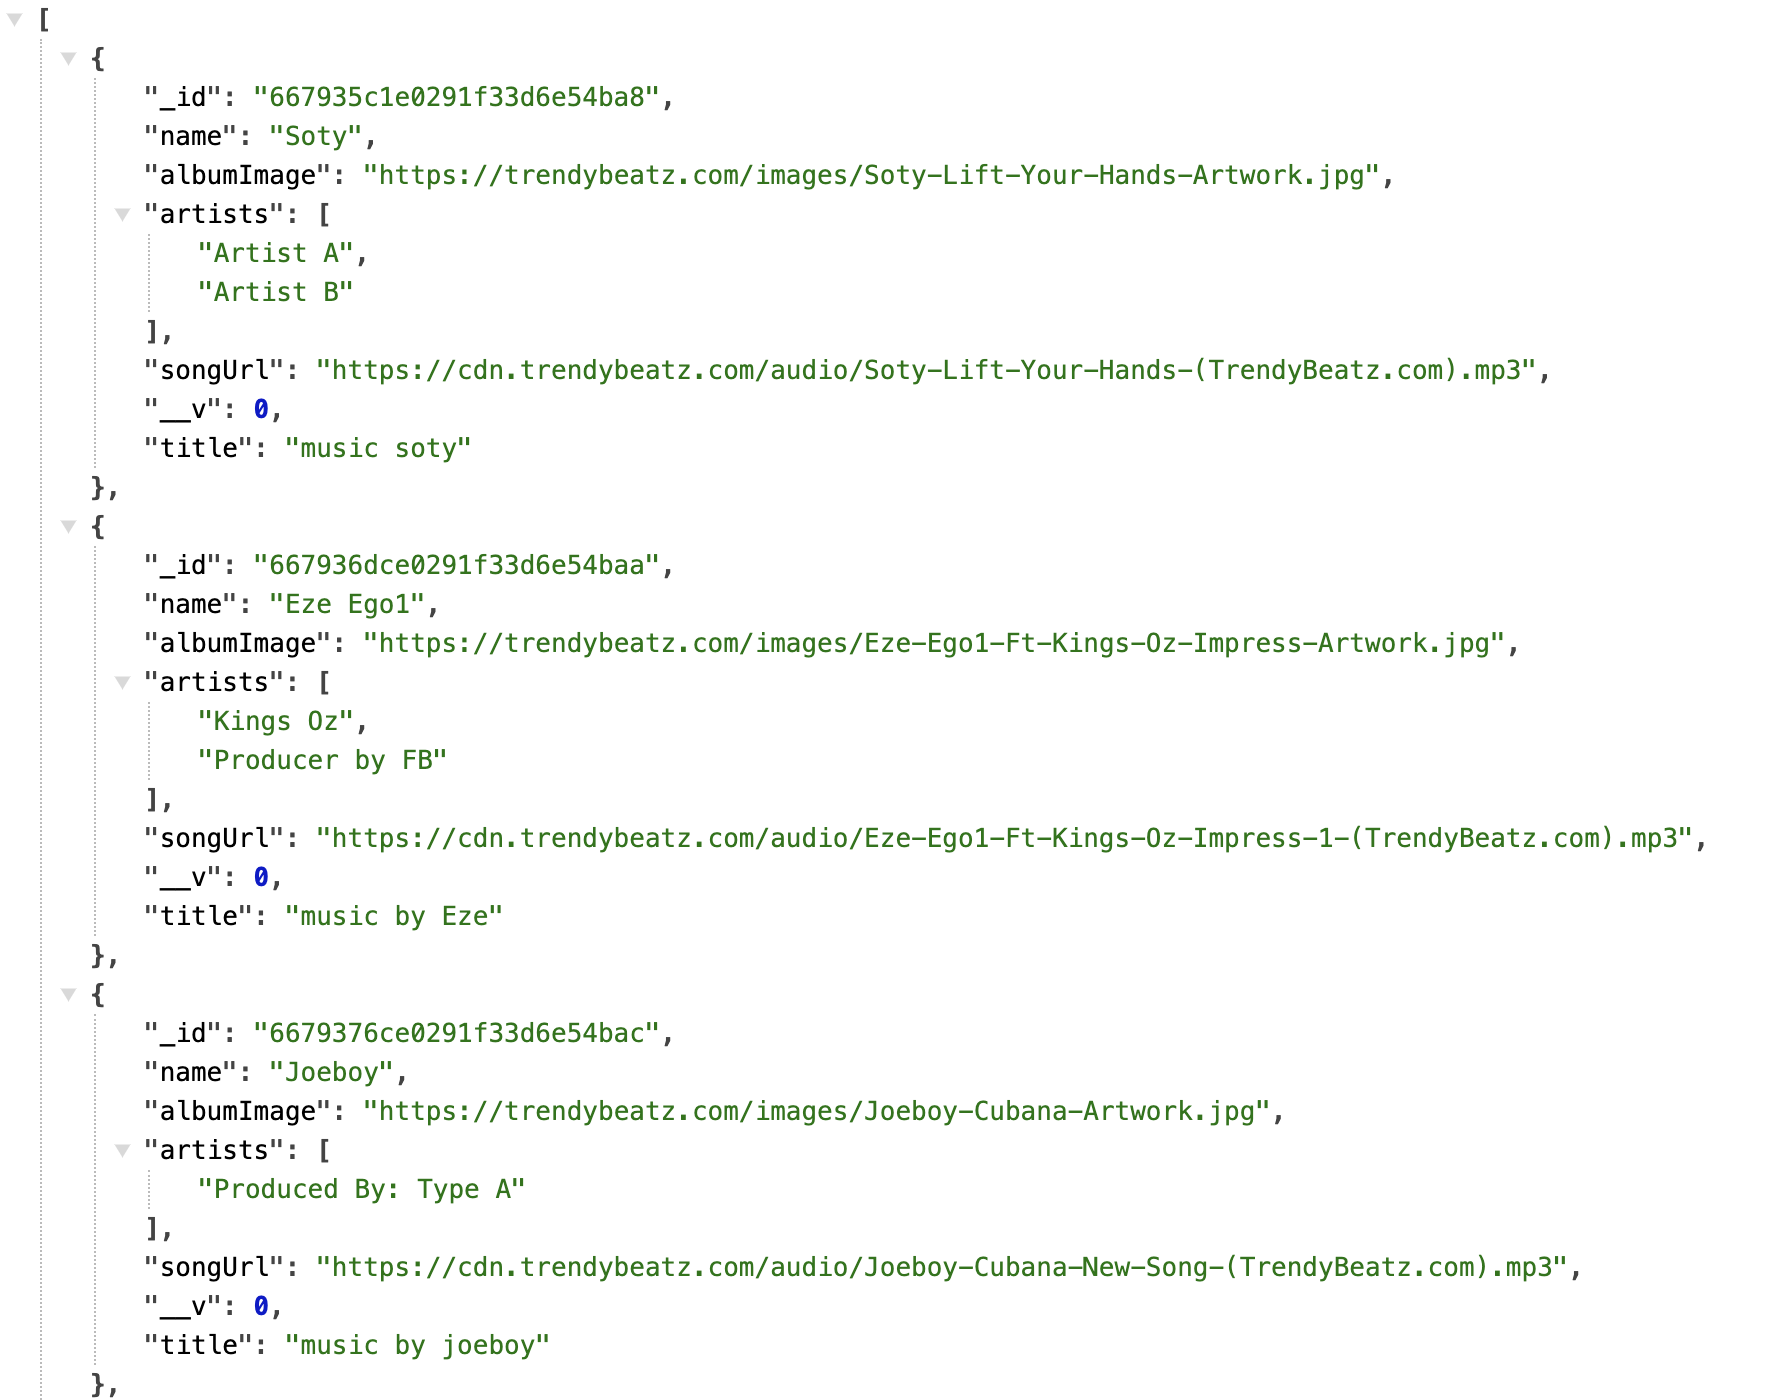 [
{
"_id": "667935c1e0291f33d6e54ba8",
"name": "Soty",
"albumImage": "https://trendybeatz.com/images/Soty-Lift-Your-Hands-Artwork.jpg",
"artists": [
"Artist A",
"Artist B"
],
"songUrl": "https://cdn.trendybeatz.com/audio/Soty-Lift-Your-Hands-(TrendyBeatz.com).mp3",
"__v": 0,
"title": "music soty"
},
{
"_id": "667936dce0291f33d6e54baa",
"name": "Eze Ego1",
"albumImage": "https://trendybeatz.com/images/Eze-Ego1-Ft-Kings-Oz-Impress-Artwork.jpg",
"artists": [
"Kings Oz",
"Producer by FB"
],
"songUrl": "https://cdn.trendybeatz.com/audio/Eze-Ego1-Ft-Kings-Oz-Impress-1-(TrendyBeatz.com).mp3",
"__v": 0,
"title": "music by Eze"
},
{
"_id": "6679376ce0291f33d6e54bac",
"name": "Joeboy",
"albumImage": "https://trendybeatz.com/images/Joeboy-Cubana-Artwork.jpg",
"artists": [
"Produced By: Type A"
],
"songUrl": "https://cdn.trendybeatz.com/audio/Joeboy-Cubana-New-Song-(TrendyBeatz.com).mp3",
"__v": 0,
"title": "music by joeboy"
},